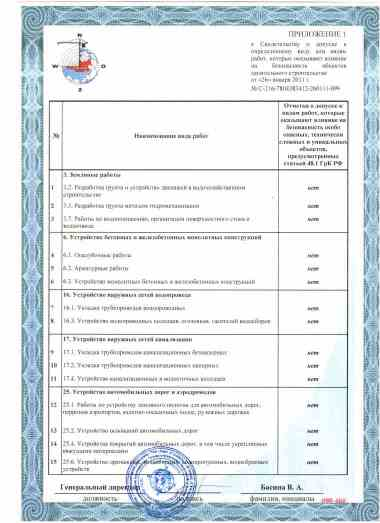 ПРИЛОЖЕНИЕ 1
к Свидетельству о допуске к
определенному виду или видам
работ, которые оказывают влияние
на безопасность объектов
капитального строительства
от «26» января 2011 г.
№
Наименование вида работ
Отметка о допуске к
видам работ, которые
оказывают влияние на
безопасность особо
опасных, технически
сложных и уникальных
объектов,
предусмотренных
статьей 48.1 ГрК РФ
3. Земляные работы
1 3.2. Разработка грунта и устройство дренажей в водохозяйственном
строительстве нет
2 3.3. Разработка грунта методом гидромеханизации нет
3 3.7. Работы по водопонижению, организации поверхностного стока и
водоотвода нет
6. Устройство бетонных и железобетонных монолитных конструкций
4 6.1. Опалубочные работы нет
5 6.2. Арматурные работы нет
6 6.3. Устройство монолитных бетонных и железобетонных конструкций нет
16. Устройство наружных сетей водопровода
7 16.1. Укладка трубопроводов водопроводных нет
8 16.3. Устройство водопроводных колодцев, оголовков, гасителей водосборов нет
17. Устройство наружных сетей канализации
9 17.1. Укладка трубопроводов канализационных безнапорных нет
10 17.2. Укладка трубопроводов канализационных напорных нет
11 17.4. Устройство канализационных и водосточных колодцев нет
25. Устройство автомобильных дорог и аэродромов
12 25.1. Работы по устройству земляного полотна для автомобильных дорог,
перронов аэропортов, взлетно-посадочных полос, рулежных дорожек нет
13 25.2. Устройство оснований автомобильных дорог нет
14 25.4. Устройства покрытий автомобильных дорог, в том числе укрепляемых
вяжущими материалами нет
15 25.6. Устройство дренажных, водосборных, водопропускных, водосбросных
устройств нет
Генеральный директор Басина В. А.
должность подпись фамилия, инициалы